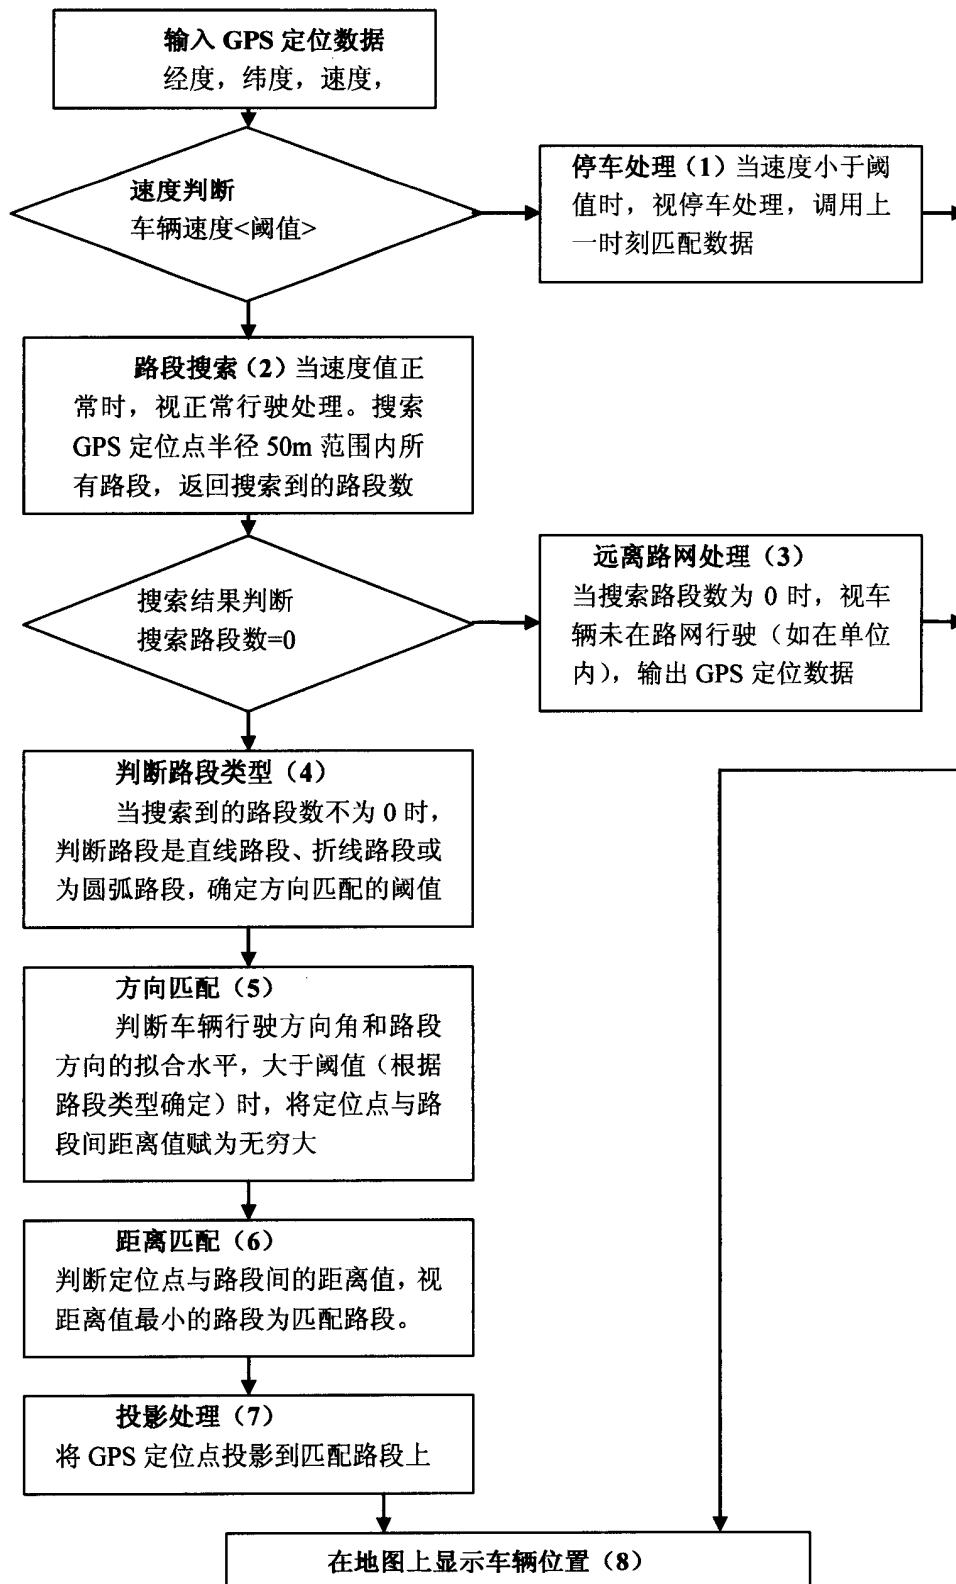 输入 GPS 定位数据
经度，纬度，速度，
速度判断
车辆速度<阈值>
停车处理（1）当速度小于阈
值时，视停车处理，调用上
一时刻匹配数据
路段搜索（2）当速度值正
常时，视正常行驶处理。搜索
GPS 定位点半径 50m 范围内所
有路段，返回搜索到的路段数
搜索结果判断
搜索路段数=0
远离路网处理（3）
当搜索路段数为 0 时，视车
辆未在路网行驶（如在单位
内），输出 GPS 定位数据
判断路段类型（4）
当搜索到的路段数不为 0 时，
判断路段是直线路段、折线路段或
为圆弧路段，确定方向匹配的阈值
方向匹配（5）
判断车辆行驶方向角和路段
方向的拟合水平，大于阈值（根据
路段类型确定）时，将定位点与路
段间距离值赋为无穷大
距离匹配（6）
判断定位点与路段间的距离值，视
距离值最小的路段为匹配路段。
投影处理（7）
将 GPS 定位点投影到匹配路段上
在地图上显示车辆位置（8）